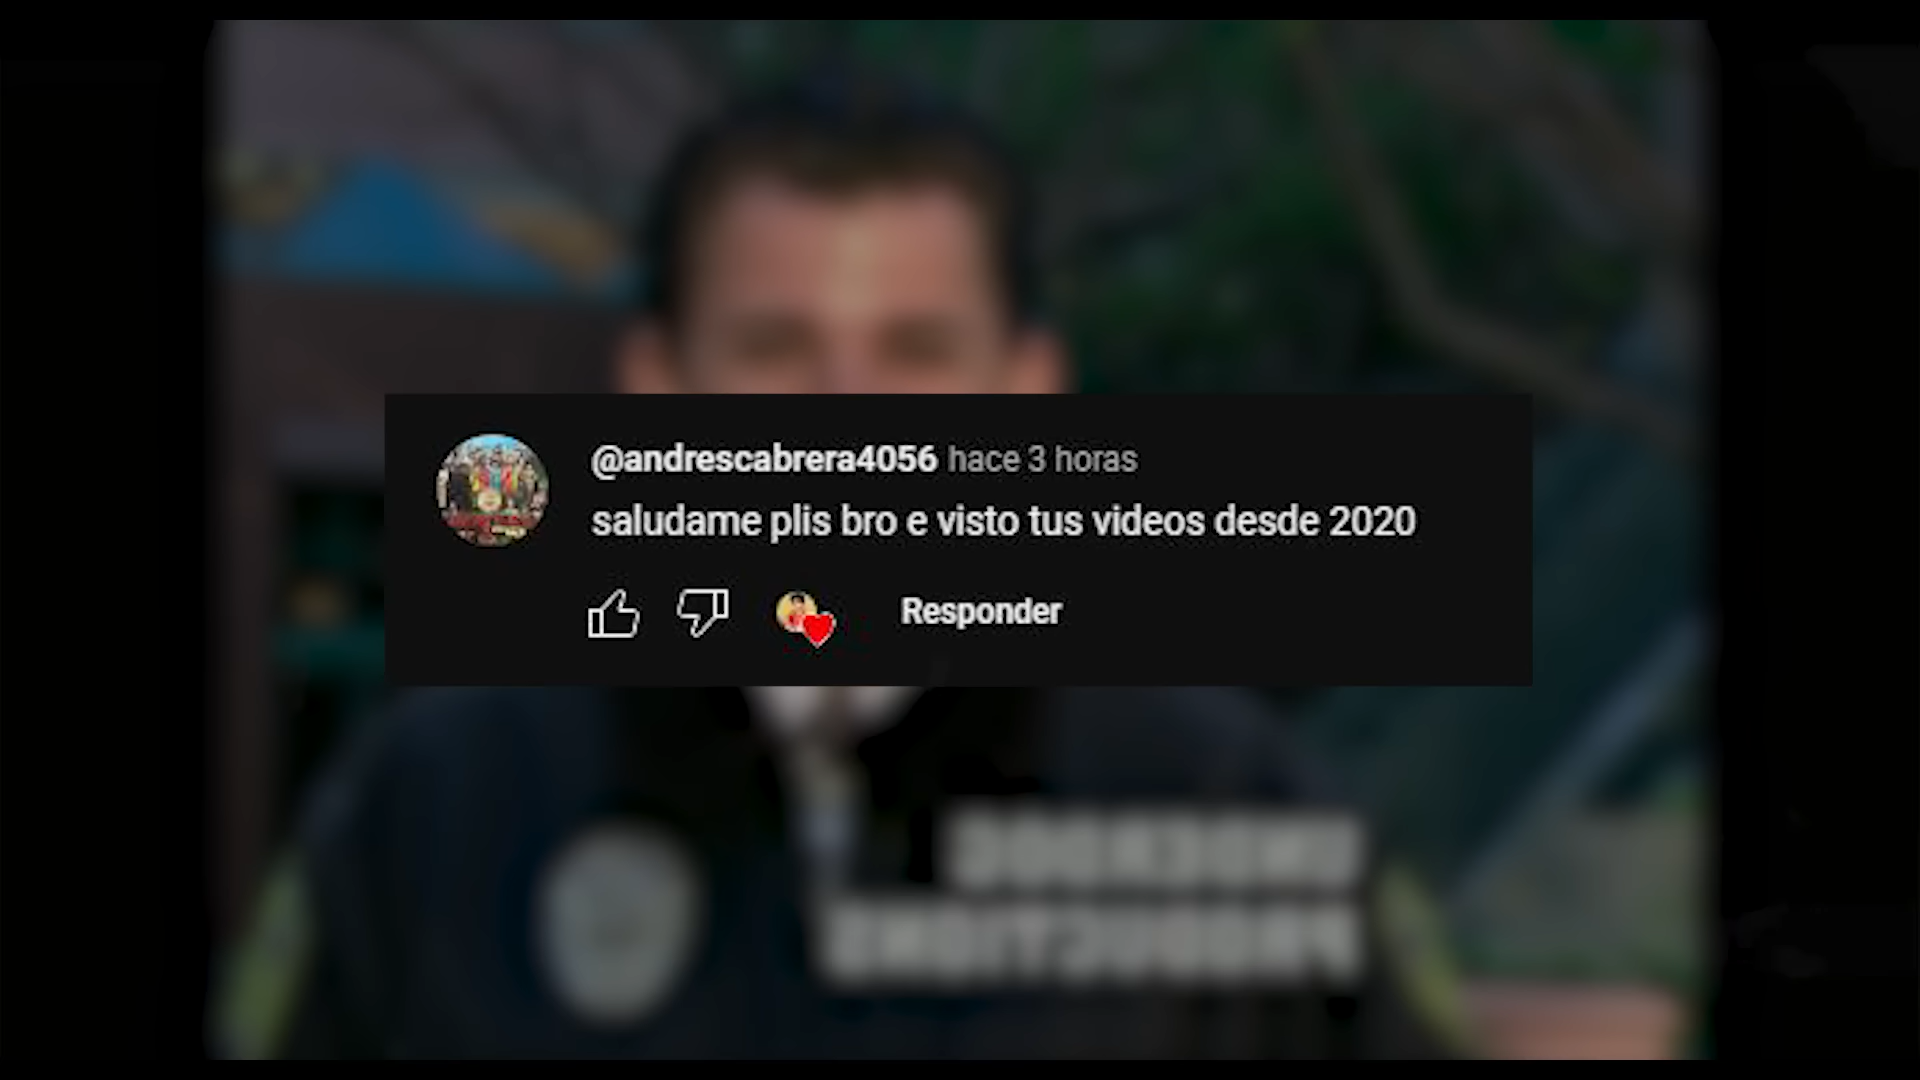 @andrescabrera4056 hace 3 horas
saludame plis bro e visto tus videos desde 2020
Responder